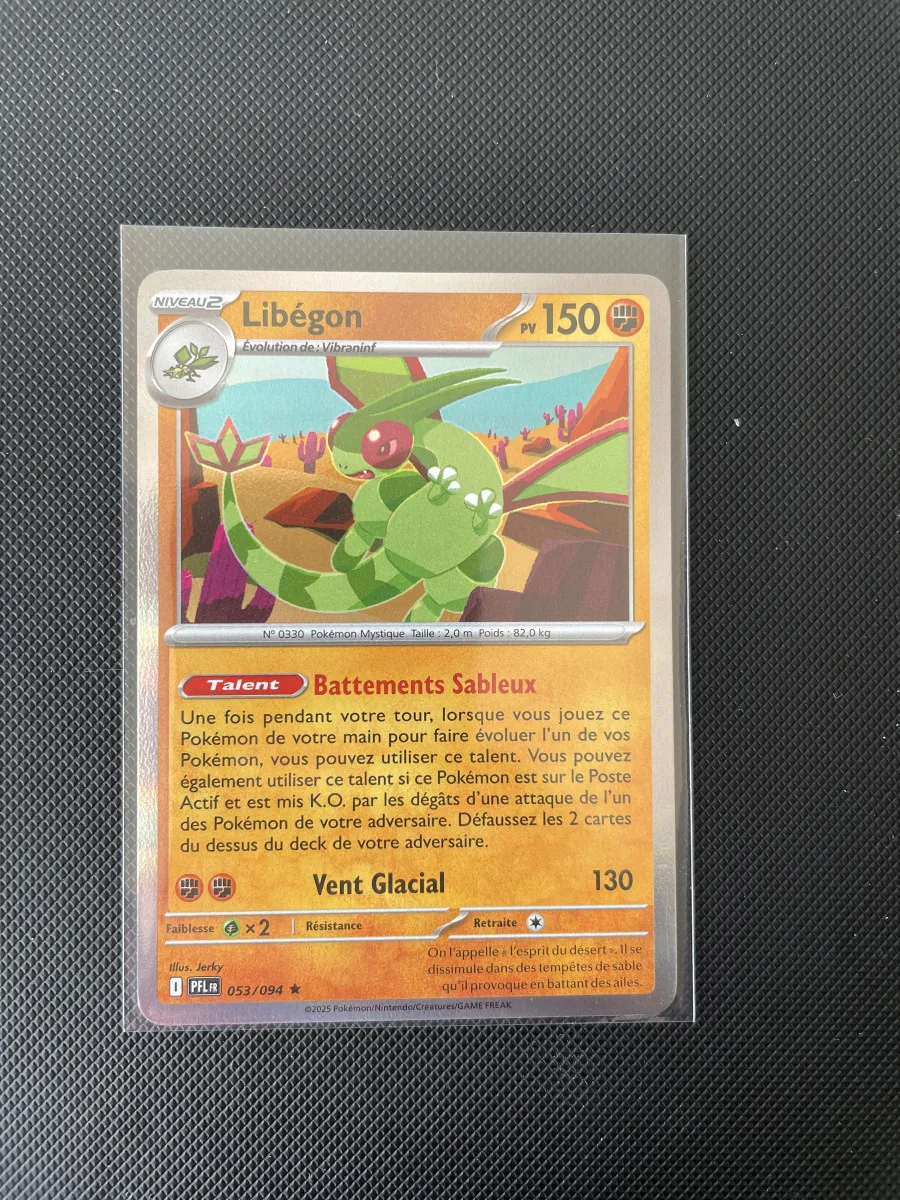 NIVEAU2
Libégon
PV 150
Évolution de : Vibraninf
N° 0330 Pokémon Mystique Taille : 2,0 m Poids : 82,0 kg
Talent Battements Sableux
Une fois pendant votre tour, lorsque vous jouez ce
Pokémon de votre main pour faire évoluer l'un de vos
Pokémon, vous pouvez utiliser ce talent. Vous pouvez
également utiliser ce talent si ce Pokémon est sur le Poste
Actif et est mis K.O. par les dégâts d'une attaque de l'un
des Pokémon de votre adversaire. Défaussez les 2 cartes
du dessus du deck de votre adversaire.
Vent Glacial 130
Faiblesse ×2 Résistance Retraite
On l'appelle « l'esprit du désert ». Il se
dissimule dans des tempêtes de sable
qu'il provoque en battant des ailes.
Illus. Jerky
I PFL FR 053/094 ★
©2025 Pokémon/Nintendo/Creatures/GAME FREAK